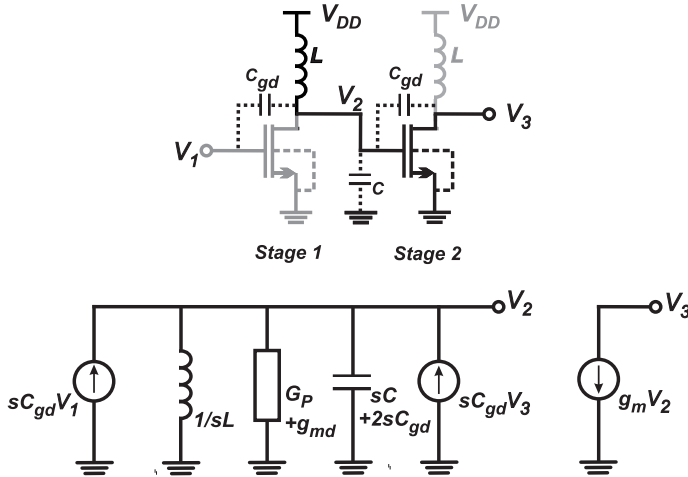 V_DD V_DD
L L
C_gd C_gd
V_2
V_1 V_3
C
Stage 1 Stage 2
V_2 V_3
sC_gdV_1 1/sL G_P +g_md sC +2sC_gd sC_gdV_3 g_mV_2